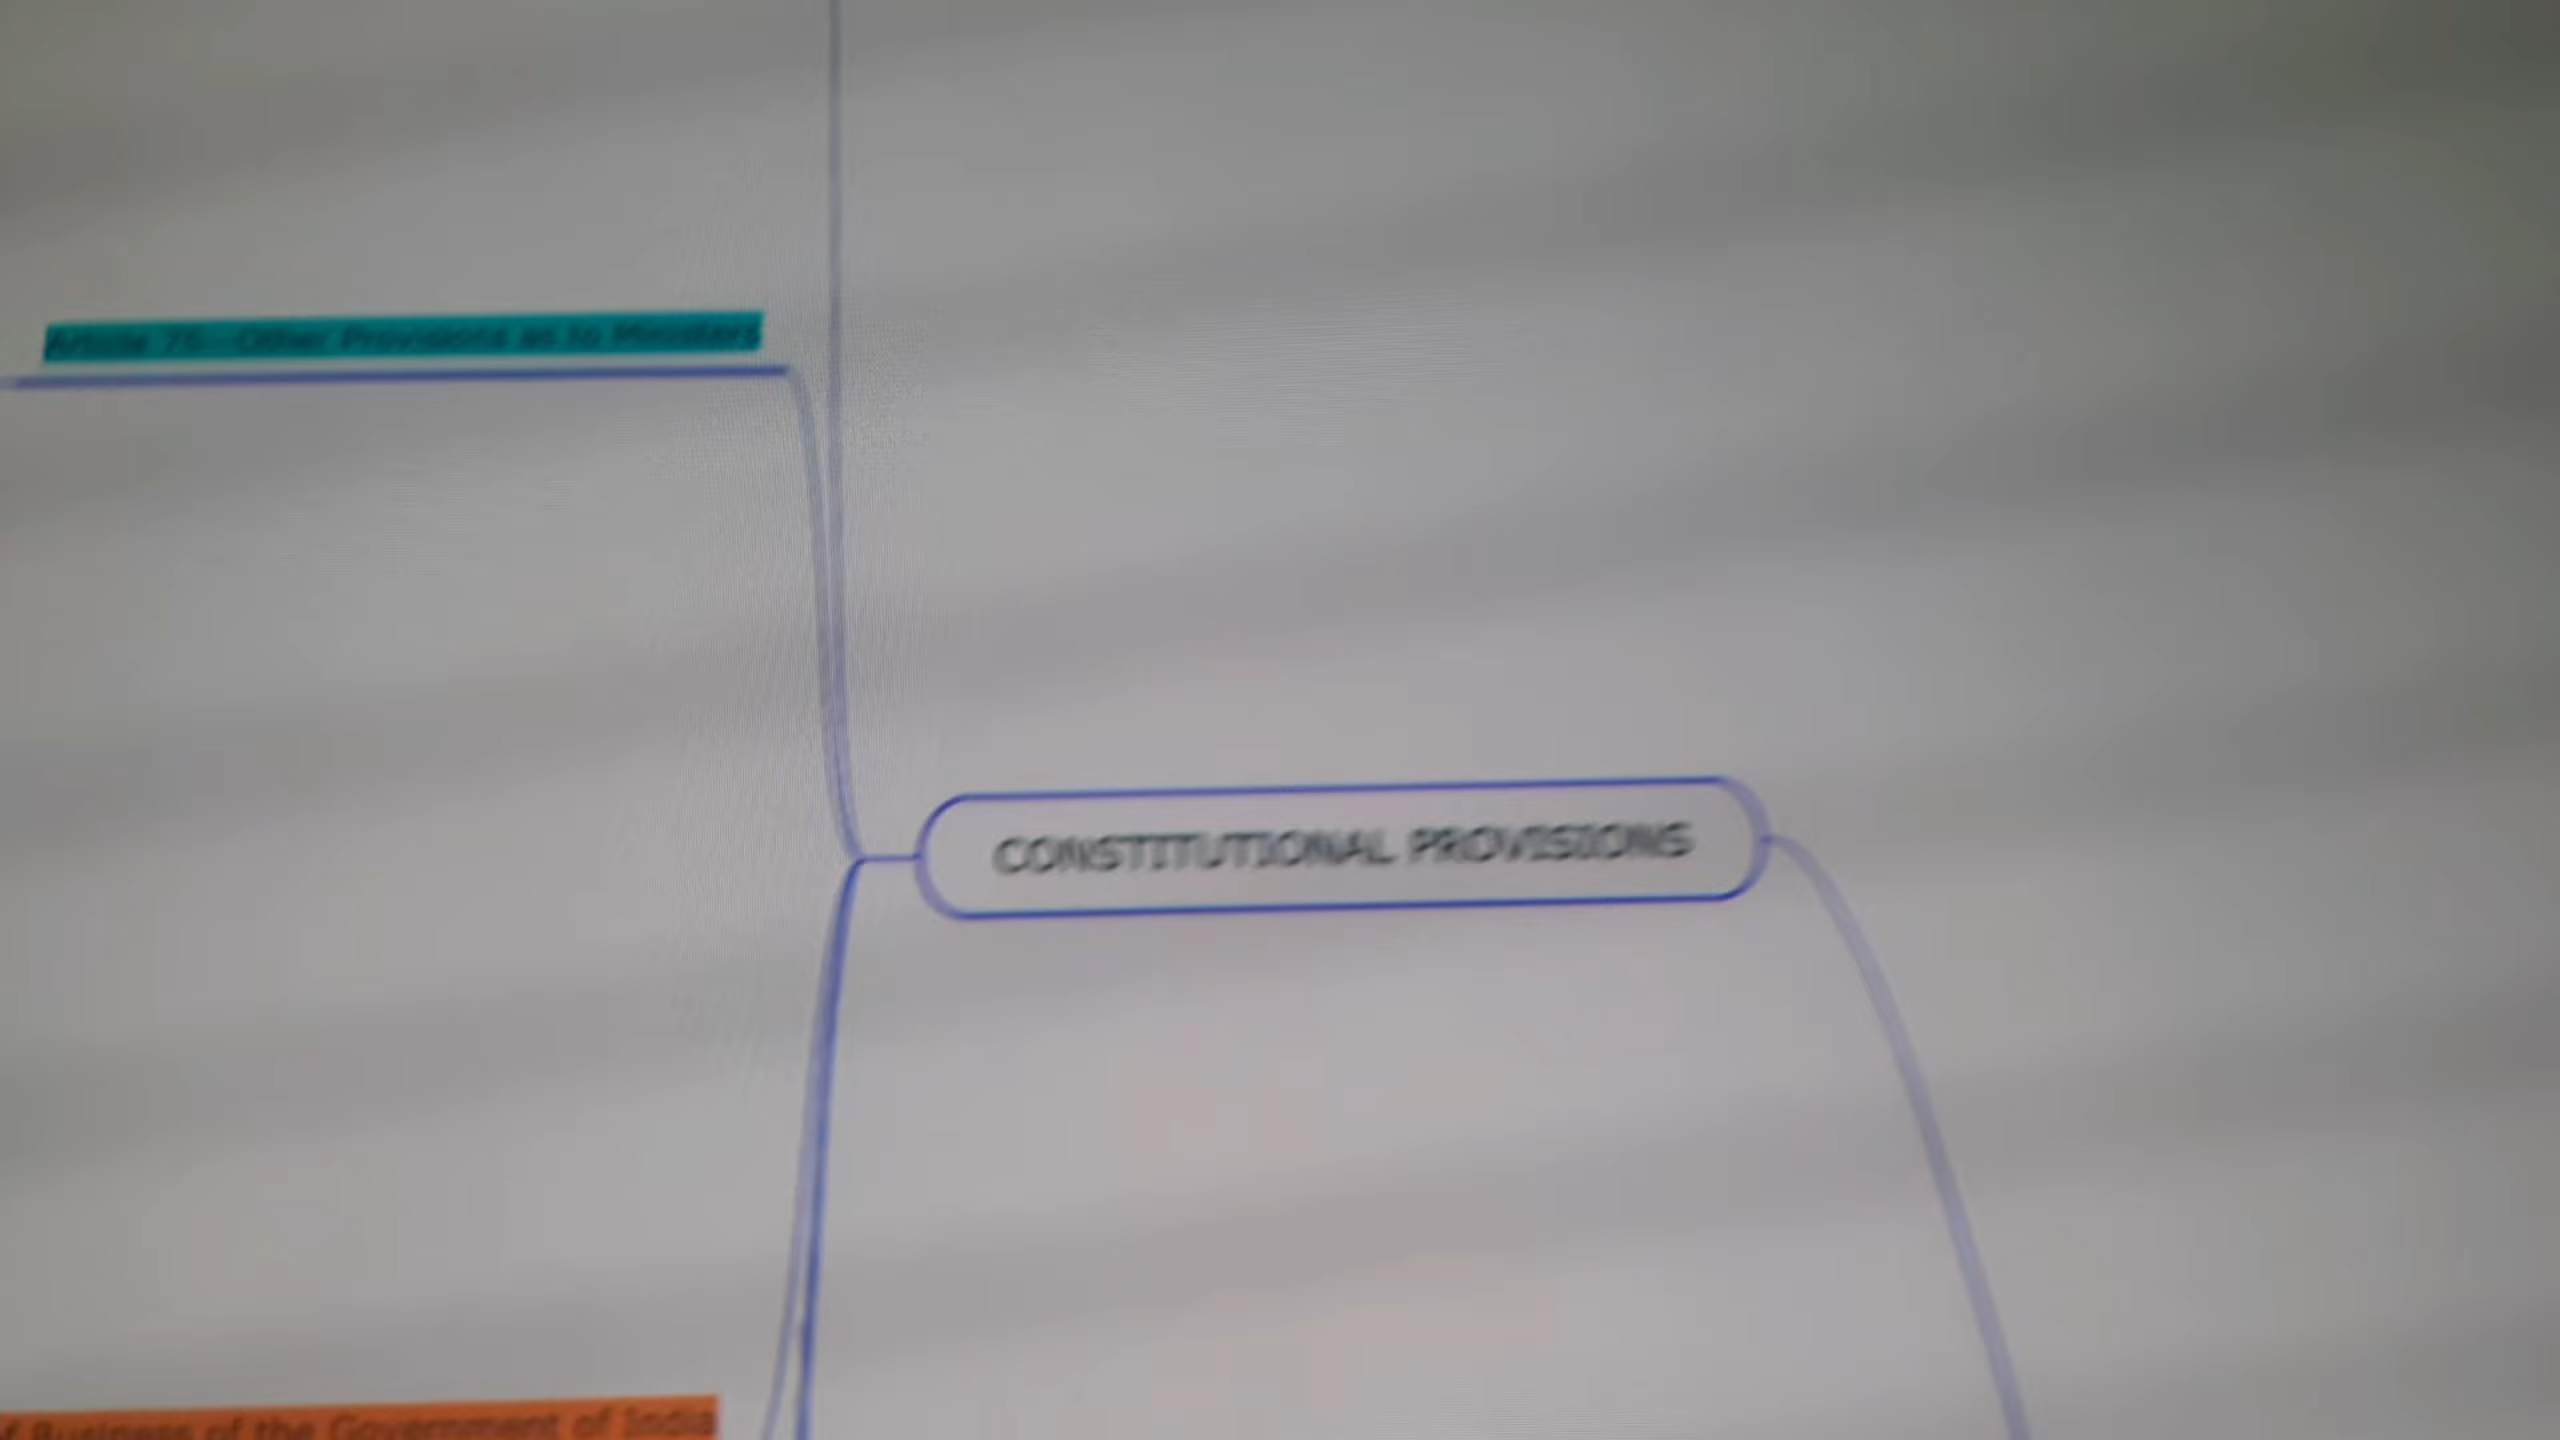 Article 75—Other Provisions as to Ministers
CONSTITUTIONAL PROVISIONS
Business of the Government of India